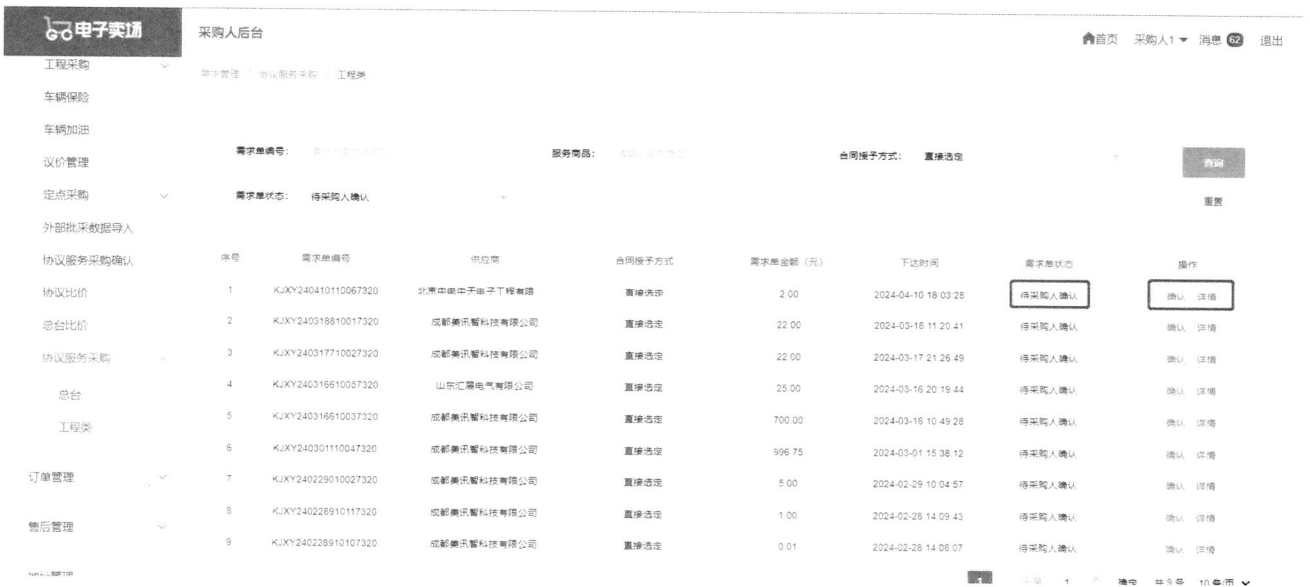 电子卖场
采购人后台
首页 采购人1 消息 62 退出
工程采购
需求管理 / 协议服务采购 / 工程类
车辆保险
车辆加油
议价管理
需求单编号：
服务商品：
合同授予方式： 直接选定
查询
定点采购
需求单状态： 待采购人确认
重置
外部批采数据导入
协议服务采购确认
协议比价
总台比价
协议服务采购
总台
工程类
订单管理
售后管理
序号 需求单编号 供应商 合同授予方式 需求单金额（元） 下达时间 需求单状态 操作
1 KJXY240410110067320 直接选定 2.00 2024-04-10 18:03:28 待采购人确认 确认 详情
2 KJXY240318810017320 成都美讯智科技有限公司 直接选定 22.00 2024-03-18 11:20:41 待采购人确认 确认 详情
3 KJXY240317710027320 成都美讯智科技有限公司 直接选定 22.00 2024-03-17 21:26:49 待采购人确认 确认 详情
4 KJXY240316610057320 山东汇展电气有限公司 直接选定 25.00 2024-03-16 20:19:44 待采购人确认 确认 详情
5 KJXY240316610037320 成都美讯智科技有限公司 直接选定 700.00 2024-03-16 10:49:28 待采购人确认 确认 详情
6 KJXY240301110047320 成都美讯智科技有限公司 直接选定 996.75 2024-03-01 15:38:12 待采购人确认 确认 详情
7 KJXY240229010027320 成都美讯智科技有限公司 直接选定 5.00 2024-02-29 10:04:57 待采购人确认 确认 详情
8 KJXY240228910117320 成都美讯智科技有限公司 直接选定 1.00 2024-02-28 14:09:43 待采购人确认 确认 详情
9 KJXY240228910107320 成都美讯智科技有限公司 直接选定 0.01 2024-02-28 14:06:07 待采购人确认 确认 详情
1 1 确定 共 9 条 10 条/页